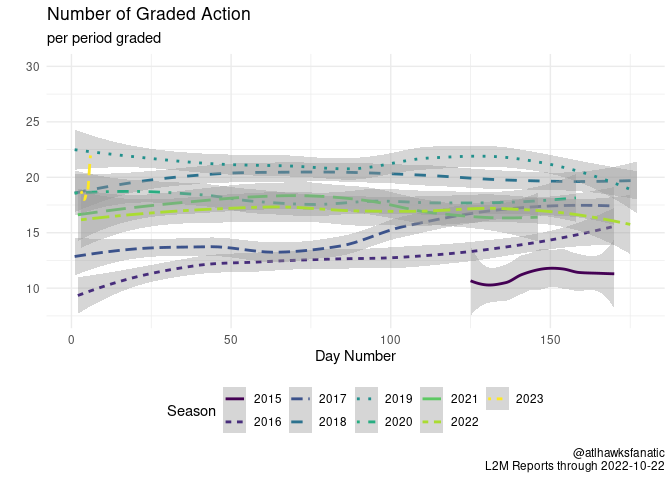 Number of Graded Action
per period graded
30
25
20
15
10
0 50 100 150
Day Number
Season 2015 2017 2019 2021 2023
2016 2018 2020 2022
@atlhawksfanatic
L2M Reports through 2022-10-22